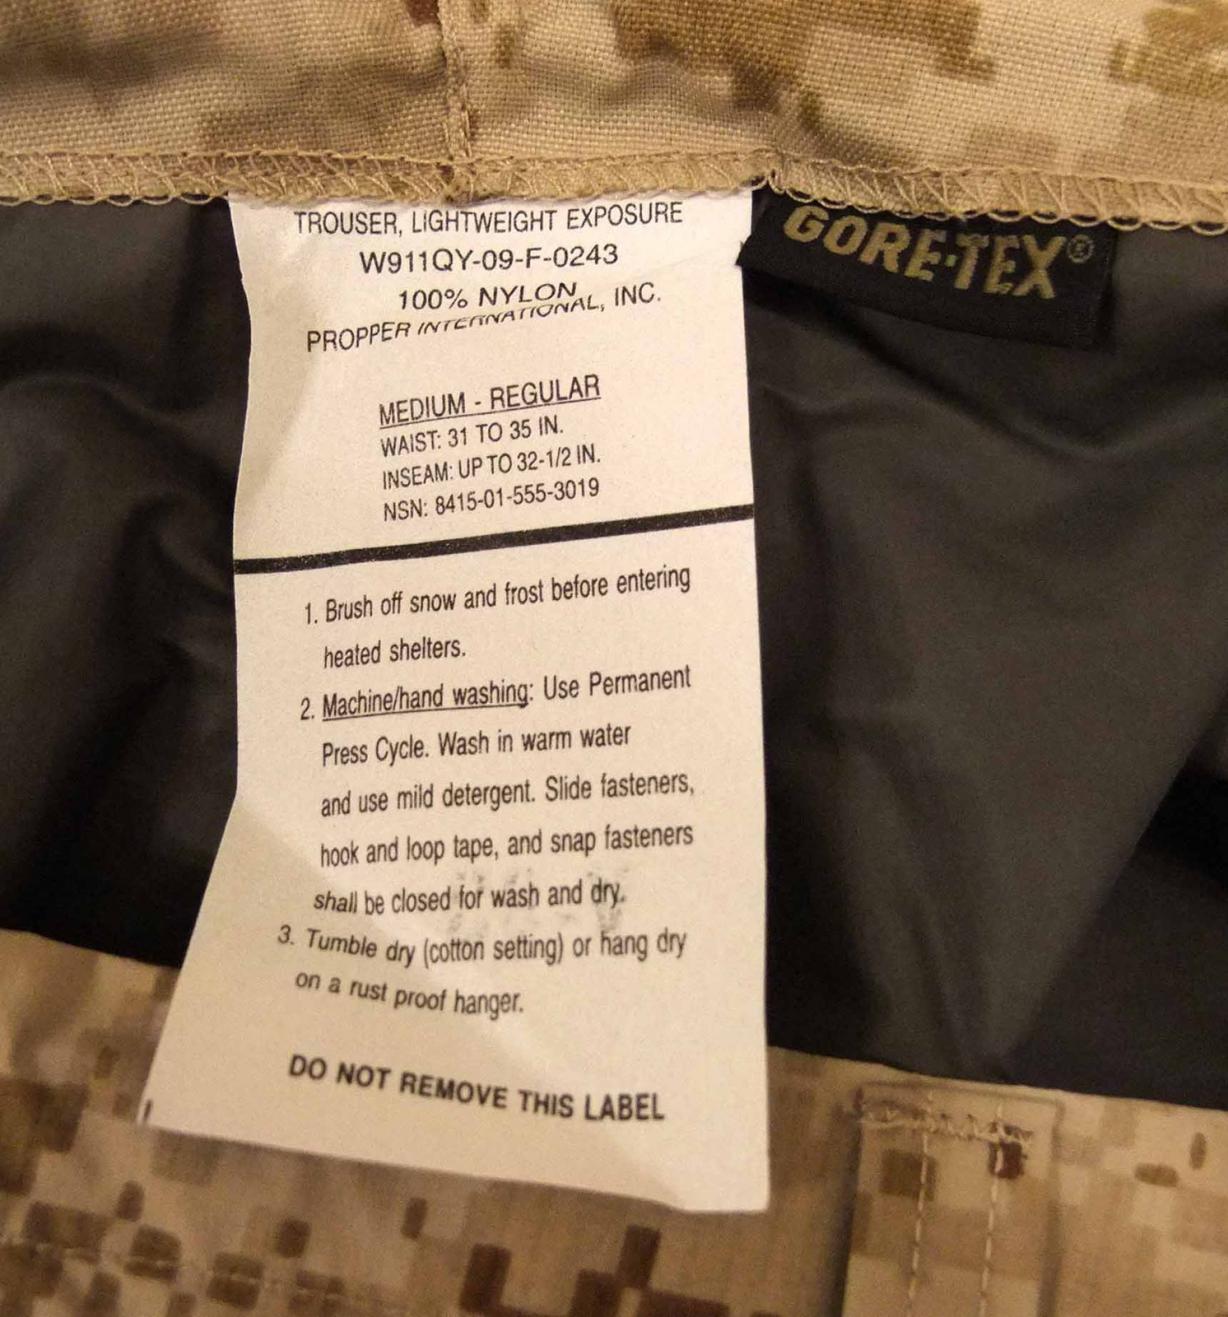 TROUSER, LIGHTWEIGHT EXPOSURE
W911QY-09-F-0243
100% NYLON
PROPPER INTERNATIONAL, INC.
MEDIUM - REGULAR
WAIST: 31 TO 35 IN.
INSEAM: UP TO 32-1/2 IN.
NSN: 8415-01-555-3019
1. Brush off snow and frost before entering
heated shelters.
2. Machine/hand washing: Use Permanent
Press Cycle. Wash in warm water
and use mild detergent. Slide fasteners,
hook and loop tape, and snap fasteners
shall be closed for wash and dry.
3. Tumble dry (cotton setting) or hang dry
on a rust proof hanger.
DO NOT REMOVE THIS LABEL
GORE-TEX®